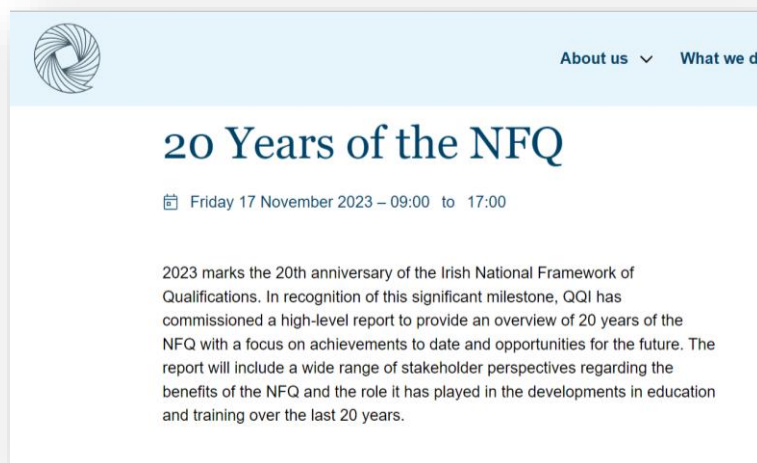 About us What we d
20 Years of the NFQ
Friday 17 November 2023 – 09:00 to 17:00
2023 marks the 20th anniversary of the Irish National Framework of
Qualifications. In recognition of this significant milestone, QQI has
commissioned a high-level report to provide an overview of 20 years of the
NFQ with a focus on achievements to date and opportunities for the future. The
report will include a wide range of stakeholder perspectives regarding the
benefits of the NFQ and the role it has played in the developments in education
and training over the last 20 years.